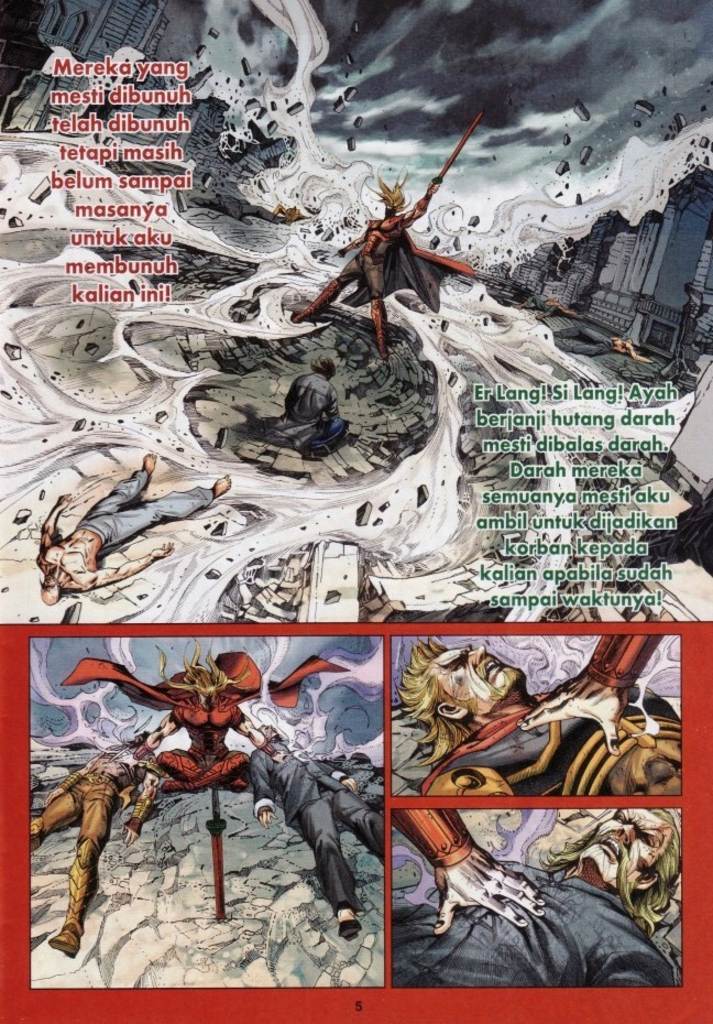 Mereka yang
mesti dibunuh
telah dibunuh
tetapi masih
belum sampai
masanya
untuk aku
membunuh
kalian ini!
Er Lang! Si Lang! Ayah
berjanji hutang darah
mesti dibalas darah.
Darah mereka
semuanya mesti aku
ambil untuk dijadikan
korban kepada
kalian apabila sudah
sampai waktunya!
5